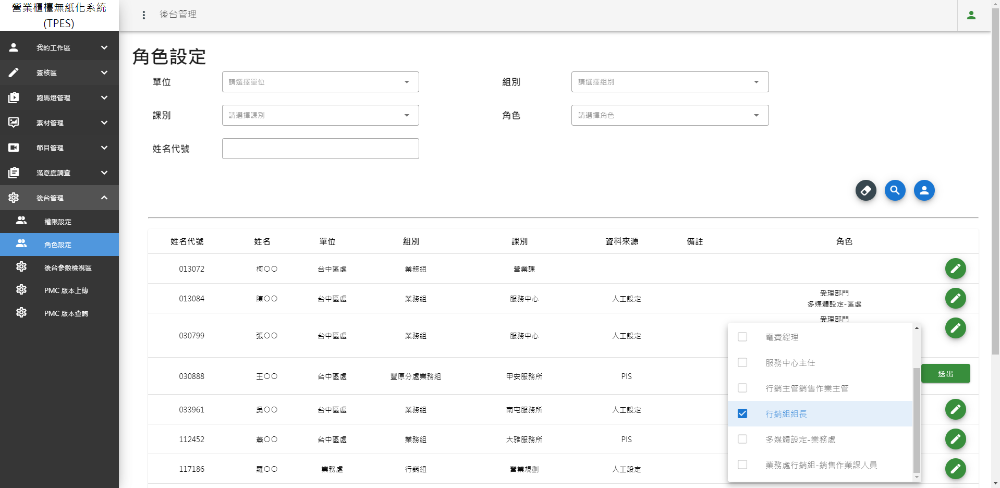 營業櫃檯無紙化系統
(TPES)
後台管理
我的工作區
簽核區
跑馬燈管理
素材管理
節目管理
滿意度調查
後台管理
權限設定
角色設定
後台參數檢視區
PMC 版本上傳
PMC 版本查詢
角色設定
單位 請選擇單位 組別 請選擇組別
課別 請選擇課別 角色 請選擇角色
姓名代號
姓名代號 姓名 單位 組別 課別 資料來源 備註 角色
013072 柯〇〇 台中區處 業務組 營業課
013084 陳〇〇 台中區處 業務組 服務中心 人工設定 受理部門
多媒體設定-區處
030799 張〇〇 台中區處 業務組 服務中心 人工設定 受理部門
030888 王〇〇 台中區處 豐原分處業務組 甲安服務所 PIS 送出
033961 吳〇〇 台中區處 業務組 南屯服務所 人工設定
112452 蕭〇〇 台中區處 業務組 大雅服務所 PIS
117186 羅〇〇 業務處 行銷組 營業規劃 人工設定
電費經理
服務中心主任
行銷主管銷售作業主管
行銷組組長
多媒體設定-業務處
業務處行銷組-銷售作業課人員